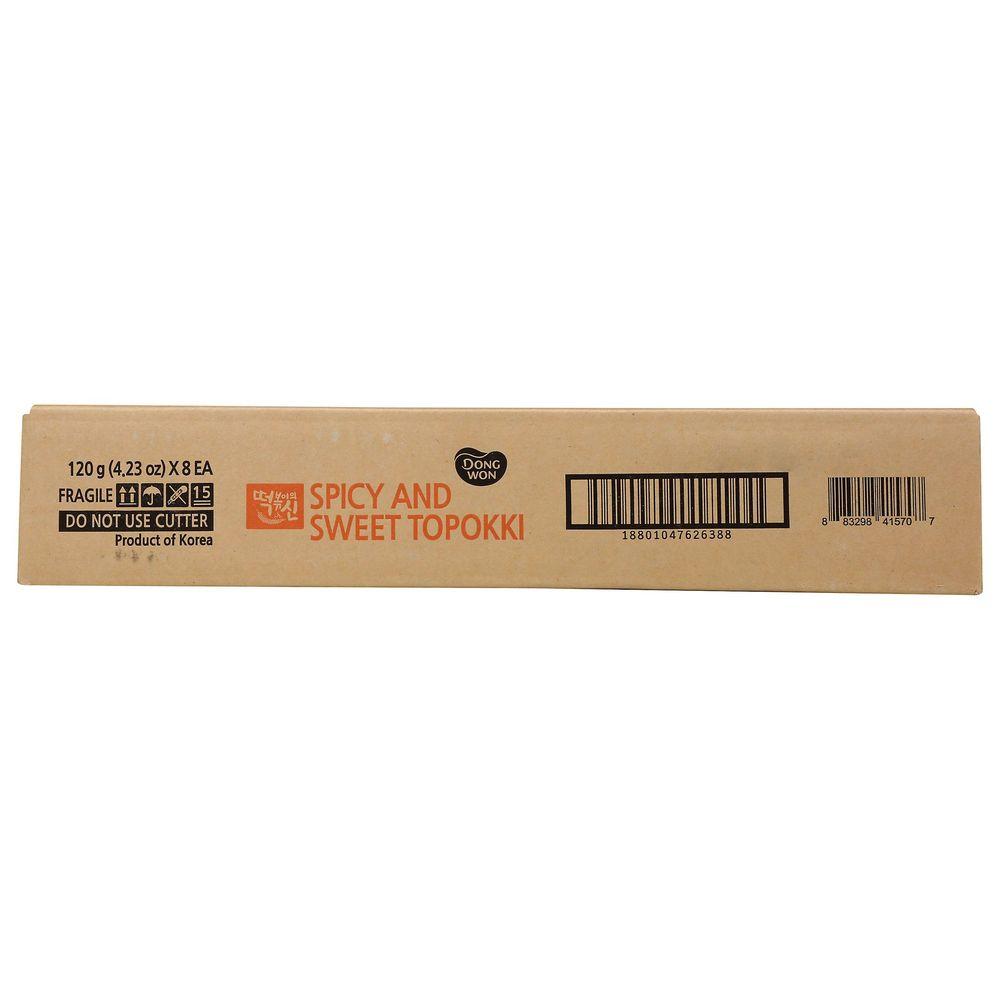 120 g (4.23 oz) X 8 EA
FRAGILE 15
DO NOT USE CUTTER
Product of Korea
떡볶이의
신
SPICY AND
SWEET TOPOKKI
DONG
WON
18801047626388
8 83298 41570 7